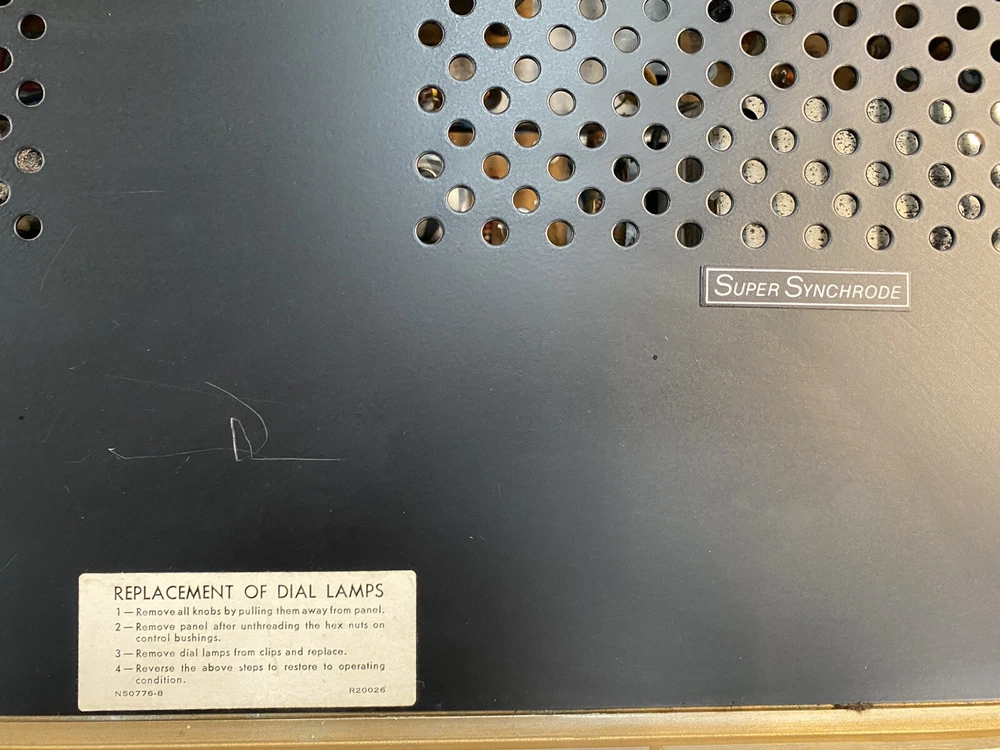 SUPER SYNCHRODE
REPLACEMENT OF DIAL LAMPS
1 — Remove all knobs by pulling them away from panel.
2 — Remove panel after unthreading the hex nuts on
control bushings.
3 — Remove dial lamps from clips and replace.
4 — Reverse the above steps to restore to operating
condition.
N50776-8 R20026